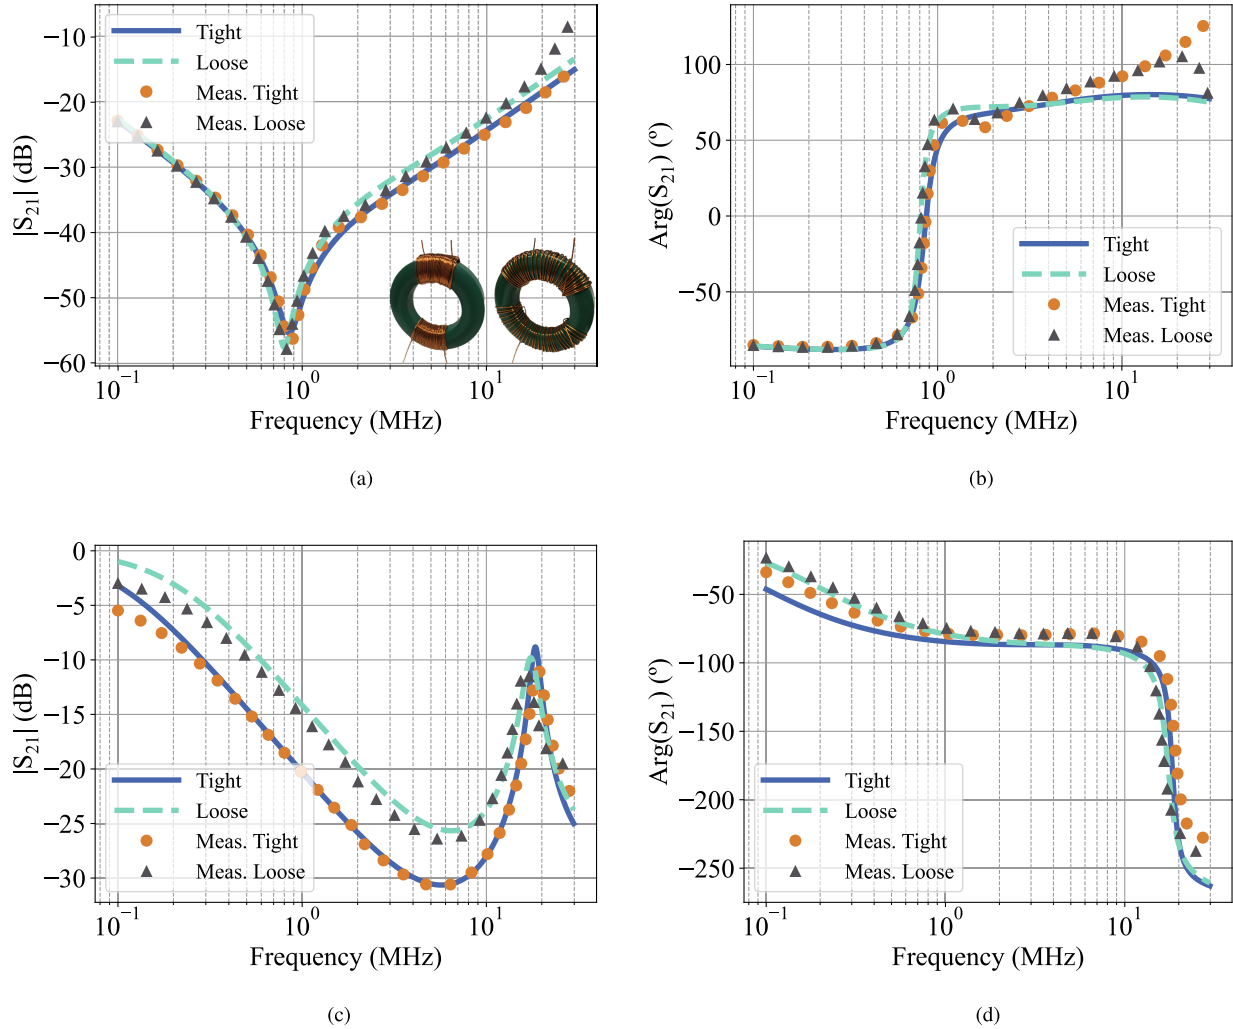 |S21| (dB)
−10
−20
−30
−40
−50
−60
Tight
Loose
Meas. Tight
Meas. Loose
10−1
100
101
Frequency (MHz)
(a)
Arg(S21) (º)
100
50
0
−50
Tight
Loose
Meas. Tight
Meas. Loose
10−1
100
101
Frequency (MHz)
(b)
|S21| (dB)
0
−5
−10
−15
−20
−25
−30
Tight
Loose
Meas. Tight
Meas. Loose
10−1
100
101
Frequency (MHz)
(c)
Arg(S21) (º)
−50
−100
−150
−200
−250
Tight
Loose
Meas. Tight
Meas. Loose
10−1
100
101
Frequency (MHz)
(d)